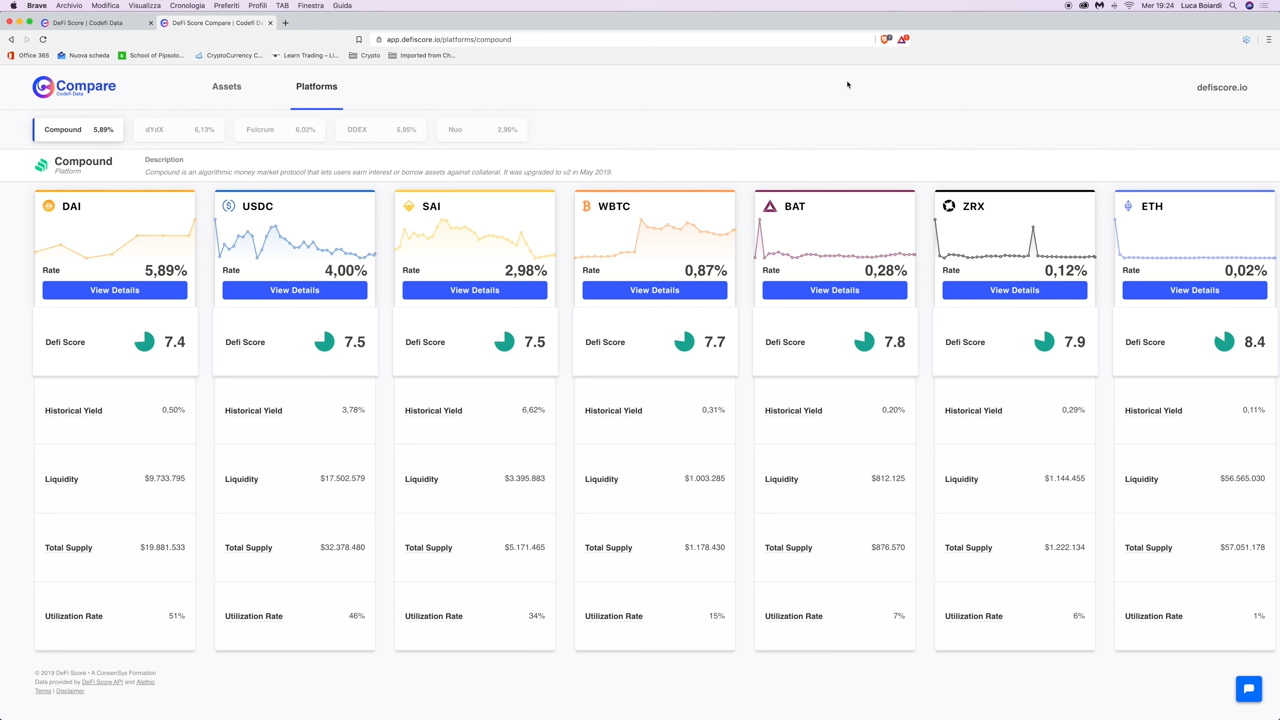 Brave Archivio Modifica Visualizza Cronologia Preferiti Profili TAB Finestra Guida Mer 19:24 Luca Boiardi
DeFi Score | Codefi Data DeFi Score Compare | Codefi Da
app.defiscore.io/platforms/compound
Office 365 Nuova scheda School of Pipsolo... CryptoCurrency C... Learn Trading – Li... Crypto Imported from Ch...
Compare Assets Platforms defiscore.io
Codefi Data
Compound 5,89% dYdX 6,13% Fulcrum 6,02% DDEX 5,95% Nuo 2,96%
Compound Description
Platform Compound is an algorithmic money market protocol that lets users earn interest or borrow assets against collateral. It was upgraded to v2 in May 2019.
DAI USDC SAI WBTC BAT ZRX ETH
Rate 5,89% Rate 4,00% Rate 2,98% Rate 0,87% Rate 0,28% Rate 0,12% Rate 0,02%
View Details View Details View Details View Details View Details View Details View Details
Defi Score 7.4 Defi Score 7.5 Defi Score 7.5 Defi Score 7.7 Defi Score 7.8 Defi Score 7.9 Defi Score 8.4
Historical Yield 0,50% Historical Yield 3,78% Historical Yield 6,62% Historical Yield 0,31% Historical Yield 0,20% Historical Yield 0,29% Historical Yield 0,11%
Liquidity $9.733.795 Liquidity $17.502.579 Liquidity $3.395.883 Liquidity $1.003.285 Liquidity $812.125 Liquidity $1.144.455 Liquidity $56.565.030
Total Supply $19.881.533 Total Supply $32.378.480 Total Supply $5.171.465 Total Supply $1.178.430 Total Supply $876.570 Total Supply $1.222.134 Total Supply $57.051.178
Utilization Rate 51% Utilization Rate 46% Utilization Rate 34% Utilization Rate 15% Utilization Rate 7% Utilization Rate 6% Utilization Rate 1%
© 2019 DeFi Score • A ConsenSys Formation
Data provided by DeFi Score API and Alethio
Terms | Disclaimer